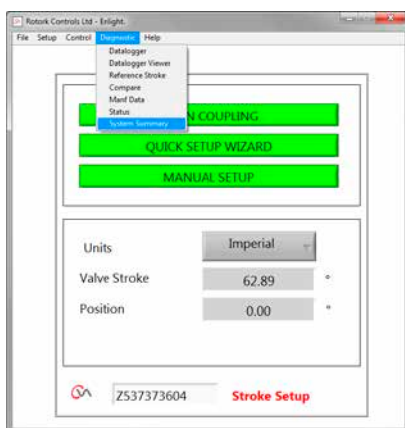 Rotork Controls Ltd - Enlight.
File Setup Control Diagnostic Help
Datalogger
Datalogger Viewer
Reference Stroke
Compare
Manf Data
Status
System Summary
N COUPLING
QUICK SETUP WIZARD
MANUAL SETUP
Units Imperial
Valve Stroke 62.89 °
Position 0.00 °
Z537373604 Stroke Setup